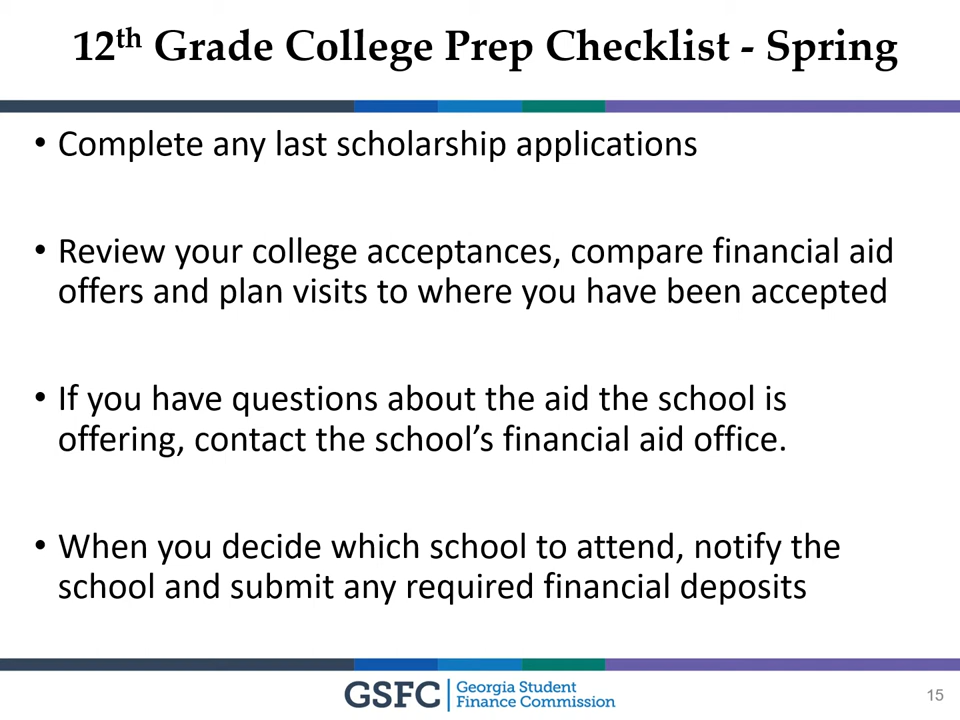 12th Grade College Prep Checklist - Spring
• Complete any last scholarship applications
• Review your college acceptances, compare financial aid
offers and plan visits to where you have been accepted
• If you have questions about the aid the school is
offering, contact the school’s financial aid office.
• When you decide which school to attend, notify the
school and submit any required financial deposits
GSFC
Georgia Student
Finance Commission
15